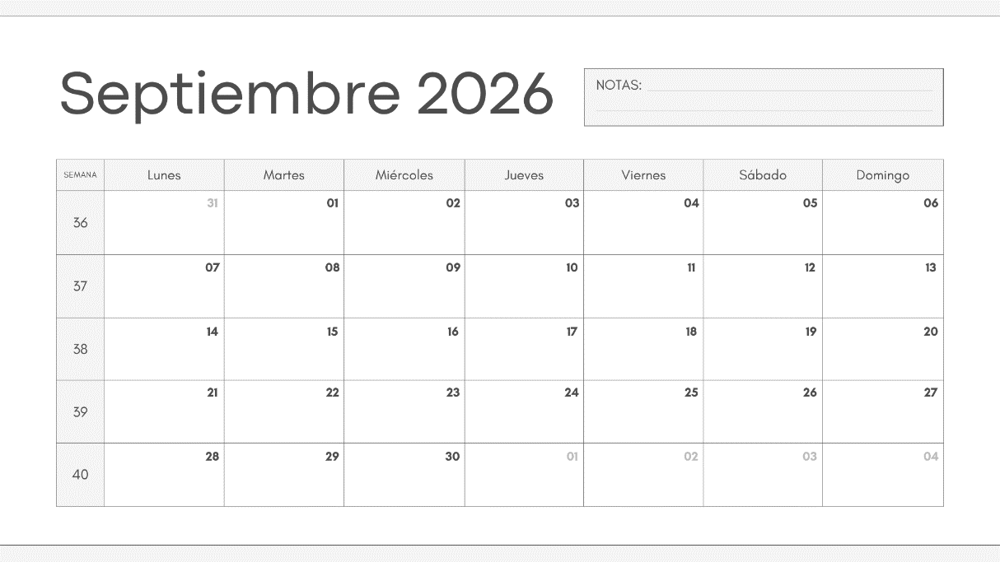 Septiembre 2026
NOTAS:
SEMANA Lunes Martes Miércoles Jueves Viernes Sábado Domingo
36 31 01 02 03 04 05 06
37 07 08 09 10 11 12 13
38 14 15 16 17 18 19 20
39 21 22 23 24 25 26 27
40 28 29 30 01 02 03 04